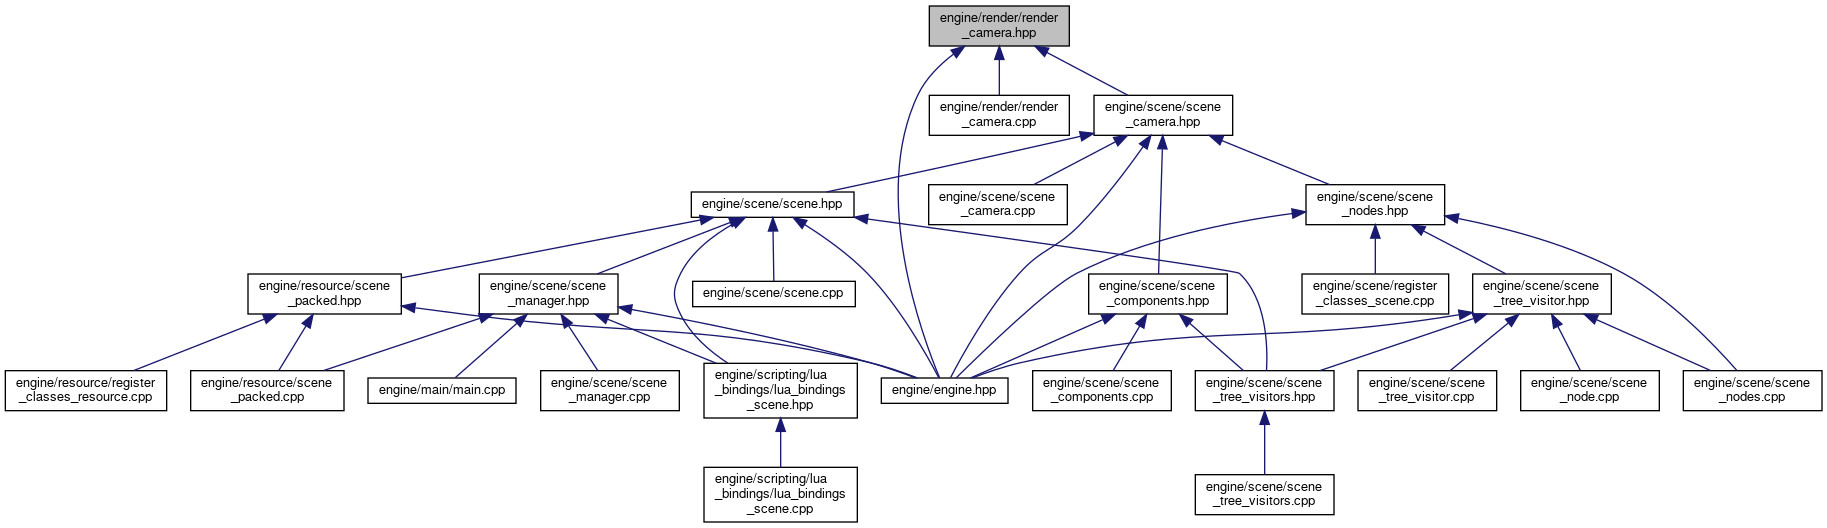 engine/render/render
_camera.hpp
engine/render/render
_camera.cpp
engine/scene/scene
_camera.hpp
engine/scene/scene.hpp
engine/scene/scene
_camera.cpp
engine/scene/scene
_nodes.hpp
engine/resource/scene
_packed.hpp
engine/scene/scene
_manager.hpp
engine/scene/scene.cpp
engine/scene/scene
_components.hpp
engine/scene/register
_classes_scene.cpp
engine/scene/scene
_tree_visitor.hpp
engine/resource/register
_classes_resource.cpp
engine/resource/scene
_packed.cpp
engine/main/main.cpp
engine/scene/scene
_manager.cpp
engine/scripting/lua
_bindings/lua_bindings
_scene.hpp
engine/engine.hpp
engine/scene/scene
_components.cpp
engine/scene/scene
_tree_visitors.hpp
engine/scene/scene
_tree_visitor.cpp
engine/scene/scene
_node.cpp
engine/scene/scene
_nodes.cpp
engine/scripting/lua
_bindings/lua_bindings
_scene.cpp
engine/scene/scene
_tree_visitors.cpp